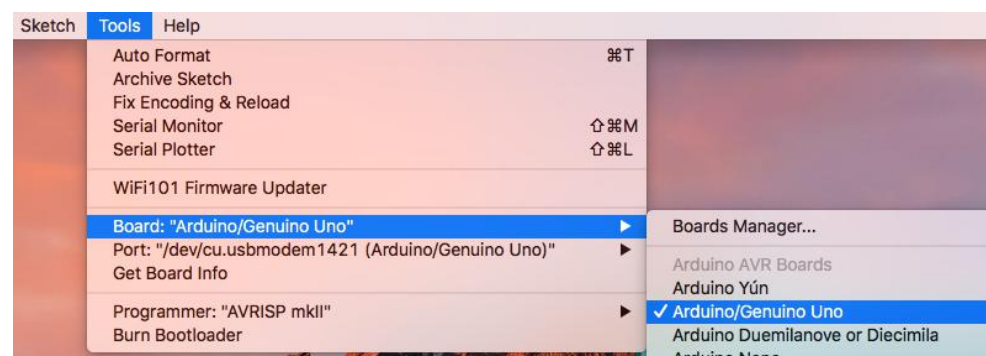 Sketch Tools Help
Auto Format ⌘T
Archive Sketch
Fix Encoding & Reload
Serial Monitor ⇧⌘M
Serial Plotter ⇧⌘L
WiFi101 Firmware Updater
Board: "Arduino/Genuino Uno" ▶
Port: "/dev/cu.usbmodem1421 (Arduino/Genuino Uno)" ▶
Get Board Info
Programmer: "AVRISP mkII" ▶
Burn Bootloader
Boards Manager...
Arduino AVR Boards
Arduino Yún
✓ Arduino/Genuino Uno
Arduino Duemilanove or Diecimila
Arduino Nano